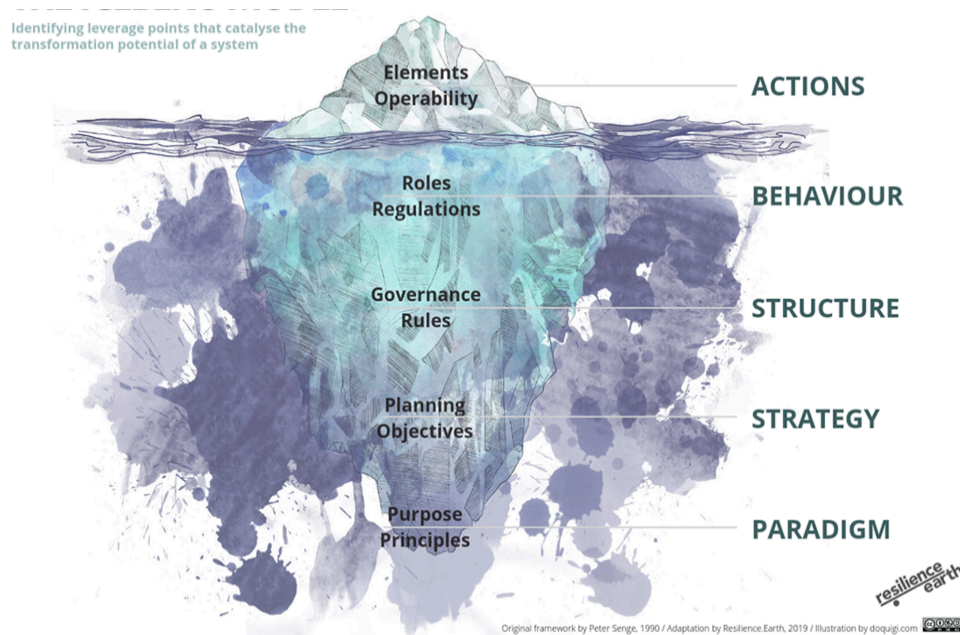 Identifying leverage points that catalyse the
transformation potential of a system
Elements
Operability
ACTIONS
Roles
Regulations
BEHAVIOUR
Governance
Rules
STRUCTURE
Planning
Objectives
STRATEGY
Purpose
Principles
PARADIGM
resilience
earth
Original framework by Peter Senge, 1990 / Adaptation by Resilience.Earth, 2019 / Illustration by doquigi.com